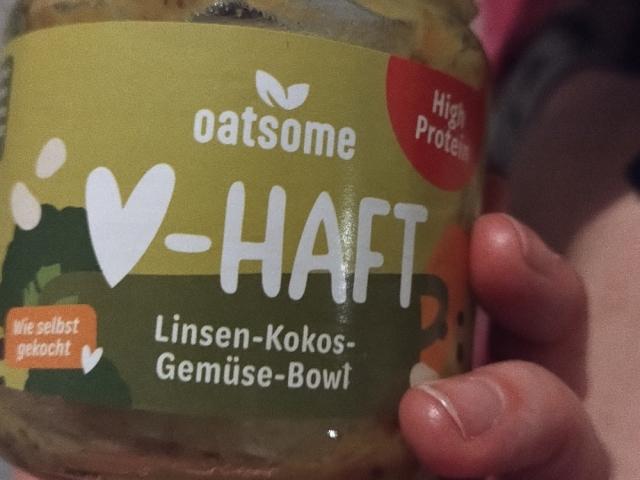 oatsome
High
Protein
-HAFT
Linsen-Kokos-
Gemüse-Bowl
Wie selbst
gekocht